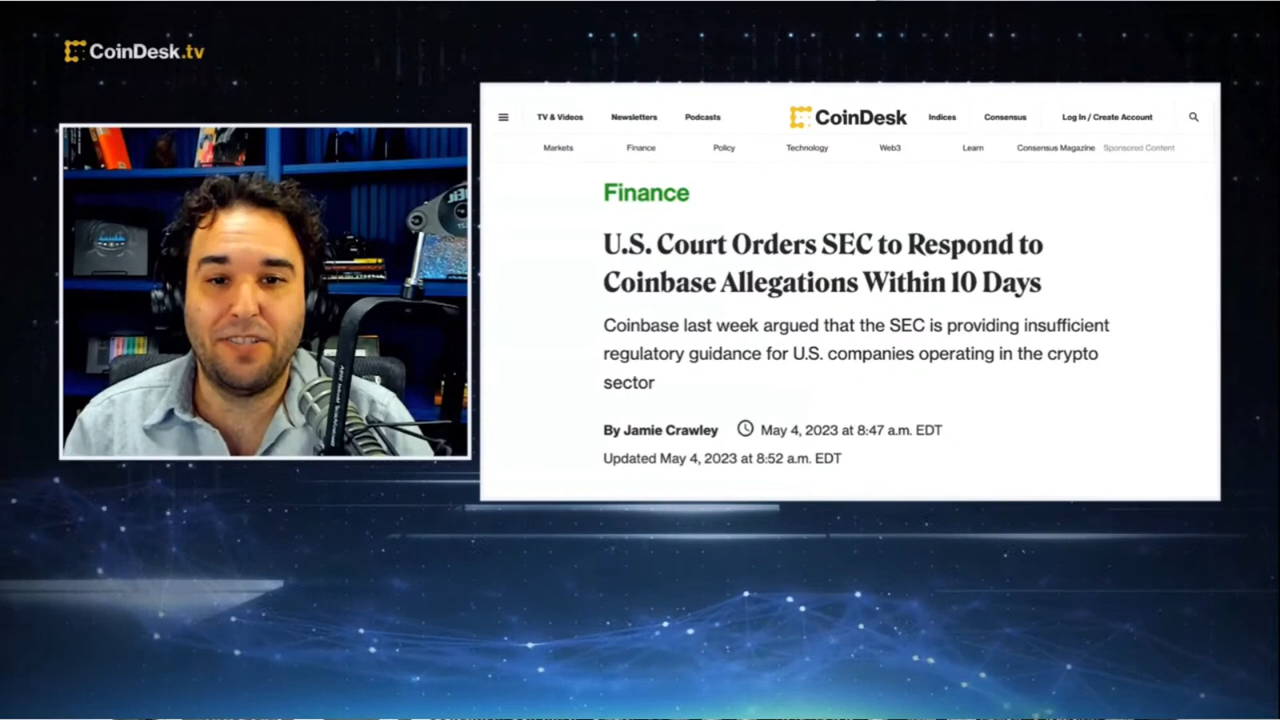 CoinDesk.tv
TV & Videos
Newsletters
Podcasts
CoinDesk
Indices
Consensus
Log In / Create Account
Markets
Finance
Policy
Technology
Web3
Learn
Consensus Magazine
Sponsored Content
Finance
U.S. Court Orders SEC to Respond to
Coinbase Allegations Within 10 Days
Coinbase last week argued that the SEC is providing insufficient
regulatory guidance for U.S. companies operating in the crypto
sector
By Jamie Crawley
May 4, 2023 at 8:47 a.m. EDT
Updated May 4, 2023 at 8:52 a.m. EDT